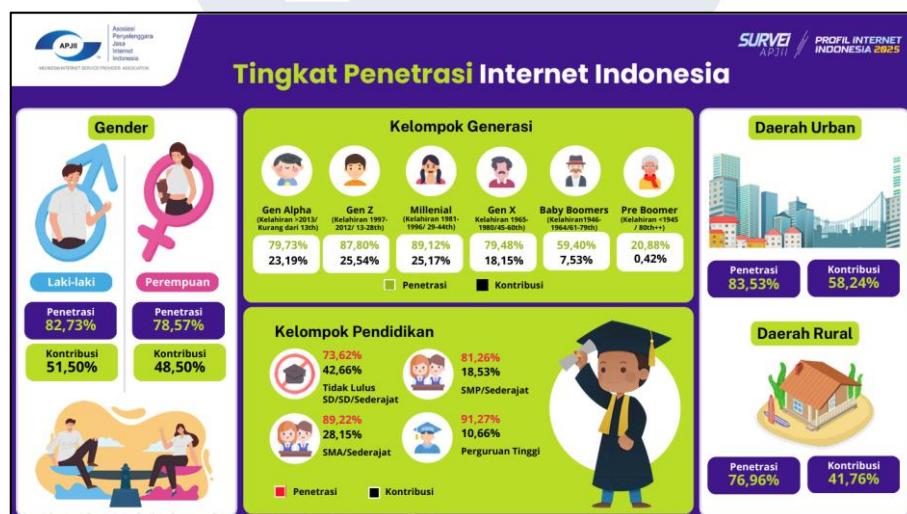 APJII
Asosiasi
Penyelenggara
Jasa
Internet
Indonesia
INDONESIA INTERNET SERVICE PROVIDER ASSOCIATION
SURVEI
APJII
PROFIL INTERNET
INDONESIA 2025
Tingkat Penetrasi Internet Indonesia
Gender
Laki-laki
Perempuan
Penetrasi
82,73%
Penetrasi
78,57%
Kontribusi
51,50%
Kontribusi
48,50%
Kelompok Generasi
Gen Alpha
(Kelahiran >2013/
Kurang dari 13th)
79,73%
23,19%
Gen Z
(Kelahiran 1997-
2012/ 13-28th)
87,80%
25,54%
Millenial
(Kelahiran 1981-
1996/ 29-44th)
89,12%
25,17%
Gen X
Kelahiran 1965-
1980/45-60th)
79,48%
18,15%
Baby Boomers
(Kelahiran1946-
1964/61-79th)
59,40%
7,53%
Pre Boomer
(Kelahiran <1945
/ 80th++)
20,88%
0,42%
Penetrasi
Kontribusi
Kelompok Pendidikan
73,62%
42,66%
Tidak Lulus
SD/SD/Sederajat
81,26%
18,53%
SMP/Sederajat
89,22%
28,15%
SMA/Sederajat
91,27%
10,66%
Perguruan Tinggi
Penetrasi
Kontribusi
Daerah Urban
Penetrasi
83,53%
Kontribusi
58,24%
Daerah Rural
Penetrasi
76,96%
Kontribusi
41,76%